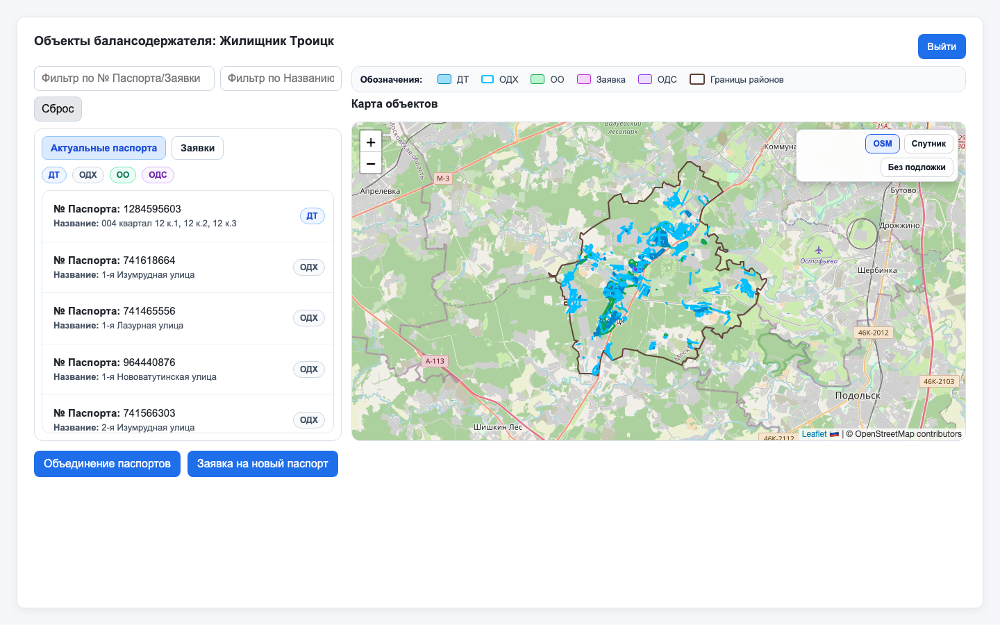 Объекты балансодержателя: Жилищник Троицк
Выйти
Фильтр по № Паспорта/Заявки
Фильтр по Названию
Сброс
Обозначения:
ДТ
ОДХ
ОО
Заявка
ОДС
Границы районов
Карта объектов
Актуальные паспорта
Заявки
ДТ
ОДХ
ОО
ОДС
№ Паспорта: 1284595603
Название: 004 квартал 12 к.1, 12 к.2, 12 к.3
ДТ
№ Паспорта: 741618664
Название: 1-я Изумрудная улица
ОДХ
№ Паспорта: 741465556
Название: 1-я Лазурная улица
ОДХ
№ Паспорта: 964440876
Название: 1-я Нововатутинская улица
ОДХ
№ Паспорта: 741566303
Название: 2-я Изумрудная улица
ОДХ
Объединение паспортов
Заявка на новый паспорт
+
−
OSM
Спутник
Без подложки
Московская область
Валуевский
лесопарк
35А
М-3
Апрелевка
Бутово
Дрожжино
Остафьево
Щербинка
46К-2012
А-113
46К-2103
Подольск
Шишкин Лес
46К-2112
Leaflet | © OpenStreetMap contributors